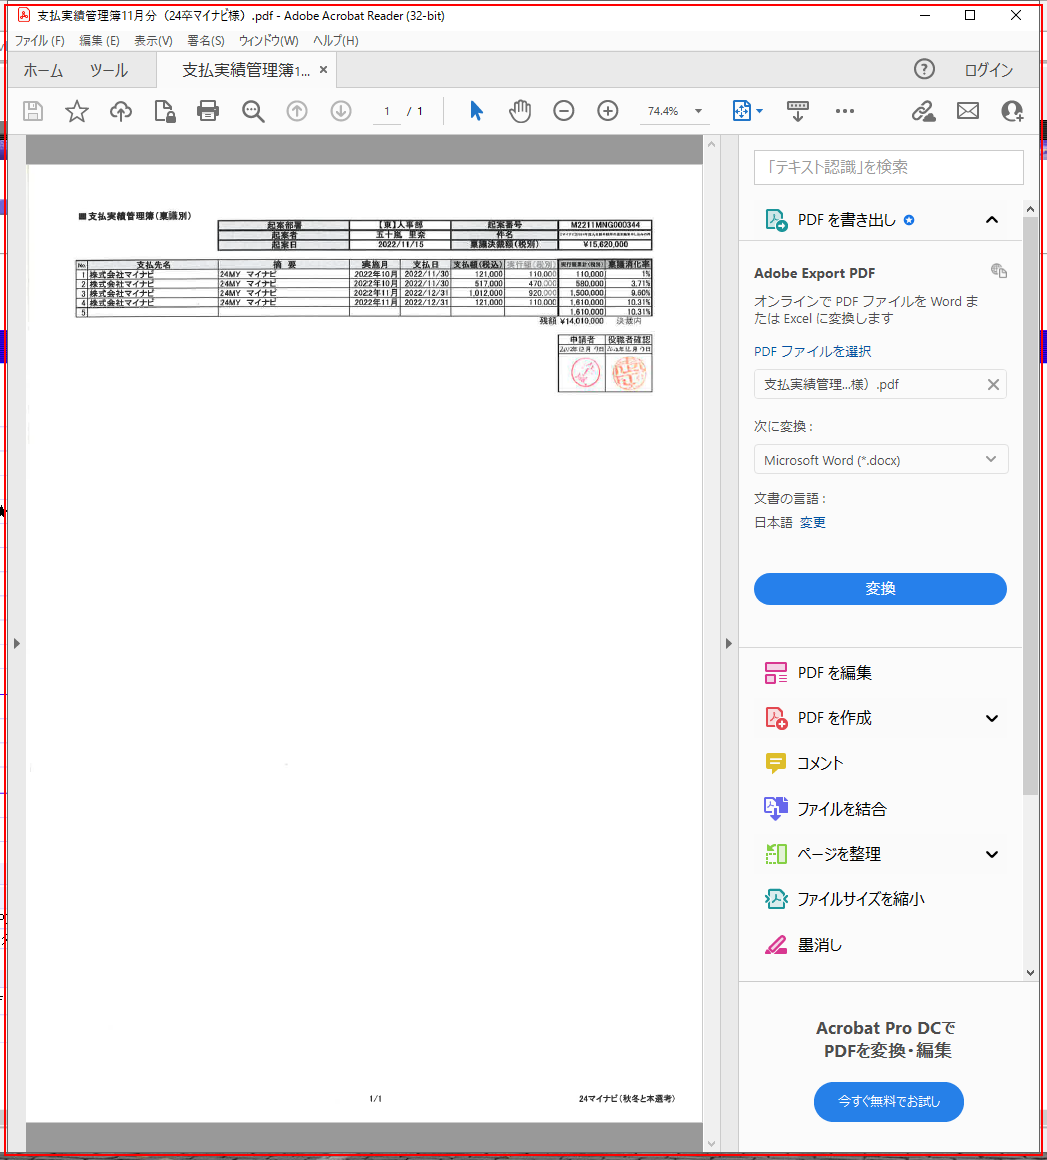 支払実績管理簿11月分（24卒マイナビ様）.pdf - Adobe Acrobat Reader (32-bit)
ファイル(F) 編集(E) 表示(V) 署名(S) ウィンドウ(W) ヘルプ(H)
ホーム ツール 支払実績管理簿1... × ログイン
1 / 1 74.4%
「テキスト認識」を検索
PDF を書き出し
Adobe Export PDF
オンラインで PDF ファイルを Word ま
たは Excel に変換します
PDF ファイルを選択
支払実績管理...様）.pdf
次に変換 :
Microsoft Word (*.docx)
文書の言語 :
日本語 変更
変換
PDF を編集
PDF を作成
コメント
ファイルを結合
ページを整理
ファイルサイズを縮小
墨消し
Acrobat Pro DCで
PDFを変換・編集
今すぐ無料でお試し
■支払実績管理簿（稟議別）
起案部署 【東】人事部 起案番号 M2211MNG000344
起案者 五十嵐 里奈 件名
起案日 2022/11/15 稟議決裁額（税別） ¥15,620,000
No 支払先名 摘 要 実施月 支払日 支払額（税込） 実行額（税別） 実行額累計（税別） 稟議消化率
1 株式会社マイナビ 24MY マイナビ 2022年10月 2022/11/30 121,000 110,000 110,000 1%
2 株式会社マイナビ 24MY マイナビ 2022年10月 2022/11/30 517,000 470,000 580,000 3.71%
3 株式会社マイナビ 24MY マイナビ 2022年11月 2022/12/31 1,012,000 920,000 1,500,000 9.60%
4 株式会社マイナビ 24MY マイナビ 2022年11月 2022/12/31 121,000 110,000 1,610,000 10.31%
5 1,610,000 10.31%
残額 ¥14,010,000 決裁内
申請者 役職者確認
1/1 24マイナビ（秋冬と本選考）